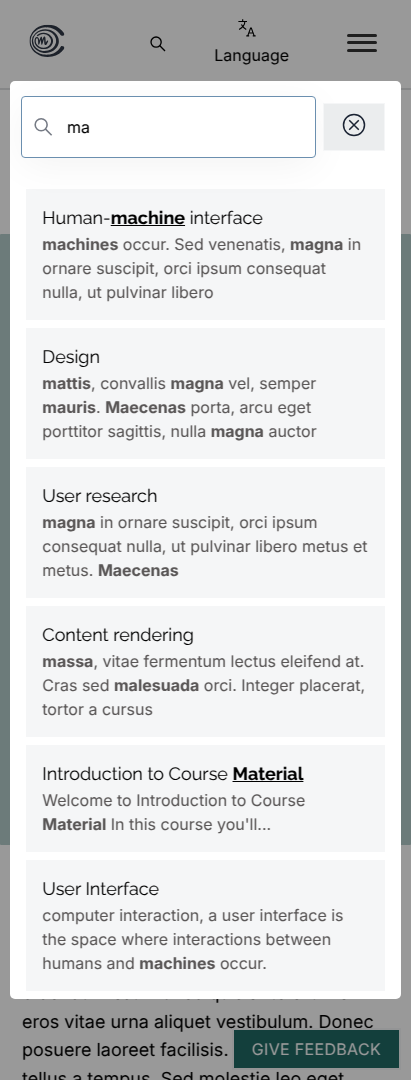 Language
ma
Human-machine interface
machines occur. Sed venenatis, magna in
ornare suscipit, orci ipsum consequat
nulla, ut pulvinar libero
Design
mattis, convallis magna vel, semper
mauris. Maecenas porta, arcu eget
porttitor sagittis, nulla magna auctor
User research
magna in ornare suscipit, orci ipsum
consequat nulla, ut pulvinar libero metus et
metus. Maecenas
Content rendering
massa, vitae fermentum lectus eleifend at.
Cras sed malesuada orci. Integer placerat,
tortor a cursus
Introduction to Course Material
Welcome to Introduction to Course
Material In this course you'll...
User Interface
computer interaction, a user interface is
the space where interactions between
humans and machines occur.
eros vitae urna aliquet vestibulum. Donec
posuere laoreet facilisis.
GIVE FEEDBACK
tellus a tempus. Sed molestie leo eget